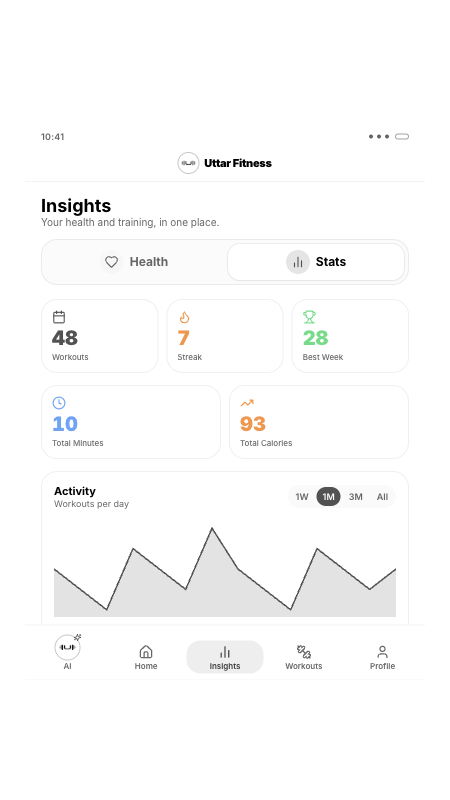 10:41
Uttar Fitness
Insights
Your health and training, in one place.
Health
Stats
48
Workouts
7
Streak
28
Best Week
10
Total Minutes
93
Total Calories
Activity
Workouts per day
1W 1M 3M All
AI
Home
Insights
Workouts
Profile